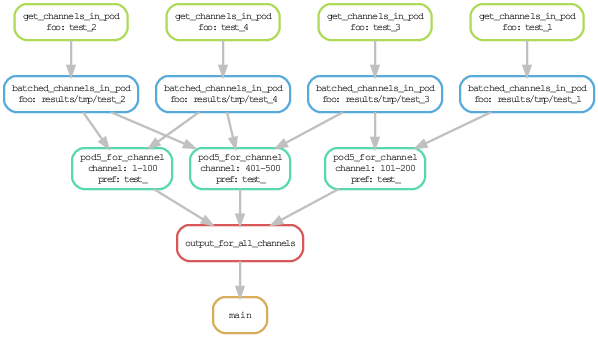 get_channels_in_pod
foo: test_2
get_channels_in_pod
foo: test_4
get_channels_in_pod
foo: test_3
get_channels_in_pod
foo: test_1
batched_channels_in_pod
foo: results/tmp/test_2
batched_channels_in_pod
foo: results/tmp/test_4
batched_channels_in_pod
foo: results/tmp/test_3
batched_channels_in_pod
foo: results/tmp/test_1
pod5_for_channel
channel: 1-100
pref: test_
pod5_for_channel
channel: 401-500
pref: test_
pod5_for_channel
channel: 101-200
pref: test_
output_for_all_channels
main